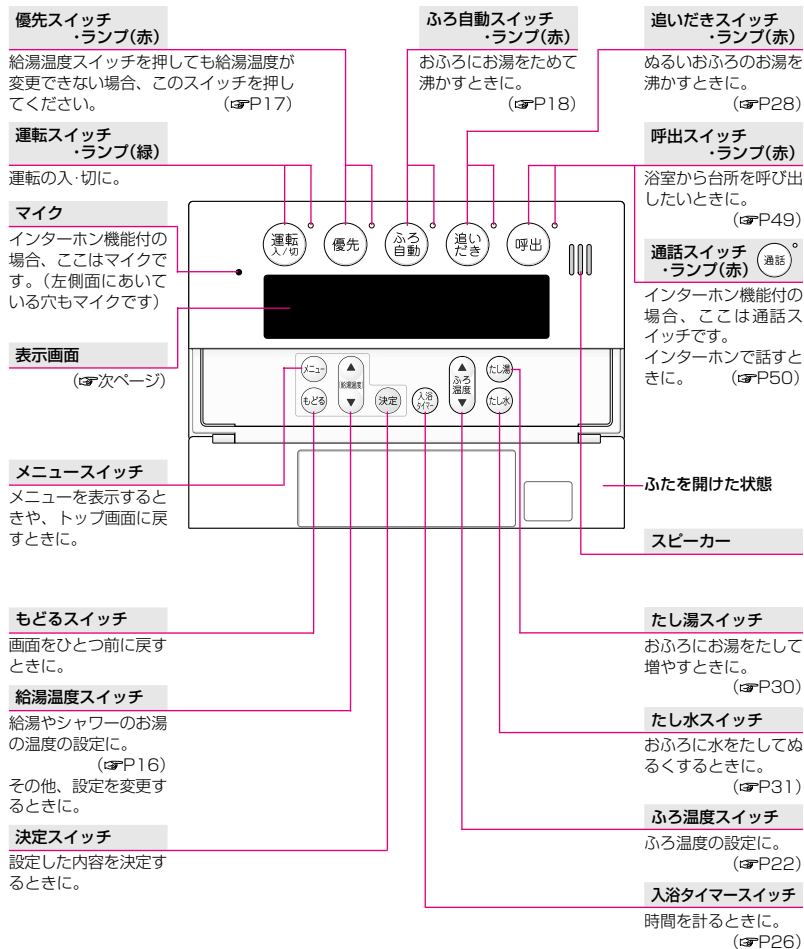 優先スイッチ
・ランプ(赤)
給湯温度スイッチを押しても給湯温度が
変更できない場合、このスイッチを押し
てください。 (☞P17)
ふろ自動スイッチ
・ランプ(赤)
おふろにお湯をためて
沸かすときに。
(☞P18)
追いだきスイッチ
・ランプ(赤)
ぬるいおふろのお湯を
沸かすときに。
(☞P28)
運転スイッチ
・ランプ(緑)
運転の入・切に。
呼出スイッチ
・ランプ(赤)
浴室から台所を呼び出
したいときに。
(☞P49)
マイク
インターホン機能付の
場合、ここはマイクで
す。(左側面にあいて
いる穴もマイクです)
通話スイッチ
・ランプ(赤)
通話
インターホン機能付の
場合、ここは通話ス
イッチです。
インターホンで話すと
きに。 (☞P50)
表示画面
(☞次ページ)
運転
入/切
優先
ふろ
自動
追い
だき
呼出
メニュー
もどる
給湯温度
決定
入浴
タイマー
ふろ
温度
たし湯
たし水
メニュースイッチ
メニューを表示すると
きや、トップ画面に戻
すときに。
ふたを開けた状態
スピーカー
もどるスイッチ
画面をひとつ前に戻す
ときに。
給湯温度スイッチ
給湯やシャワーのお湯
の温度の設定に。
(☞P16)
その他、設定を変更す
るときに。
決定スイッチ
設定した内容を決定す
るときに。
たし湯スイッチ
おふろにお湯をたして
増やすときに。
(☞P30)
たし水スイッチ
おふろに水をたしてぬ
るくするときに。
(☞P31)
ふろ温度スイッチ
ふろ温度の設定に。
(☞P22)
入浴タイマースイッチ
時間を計るときに。
(☞P26)